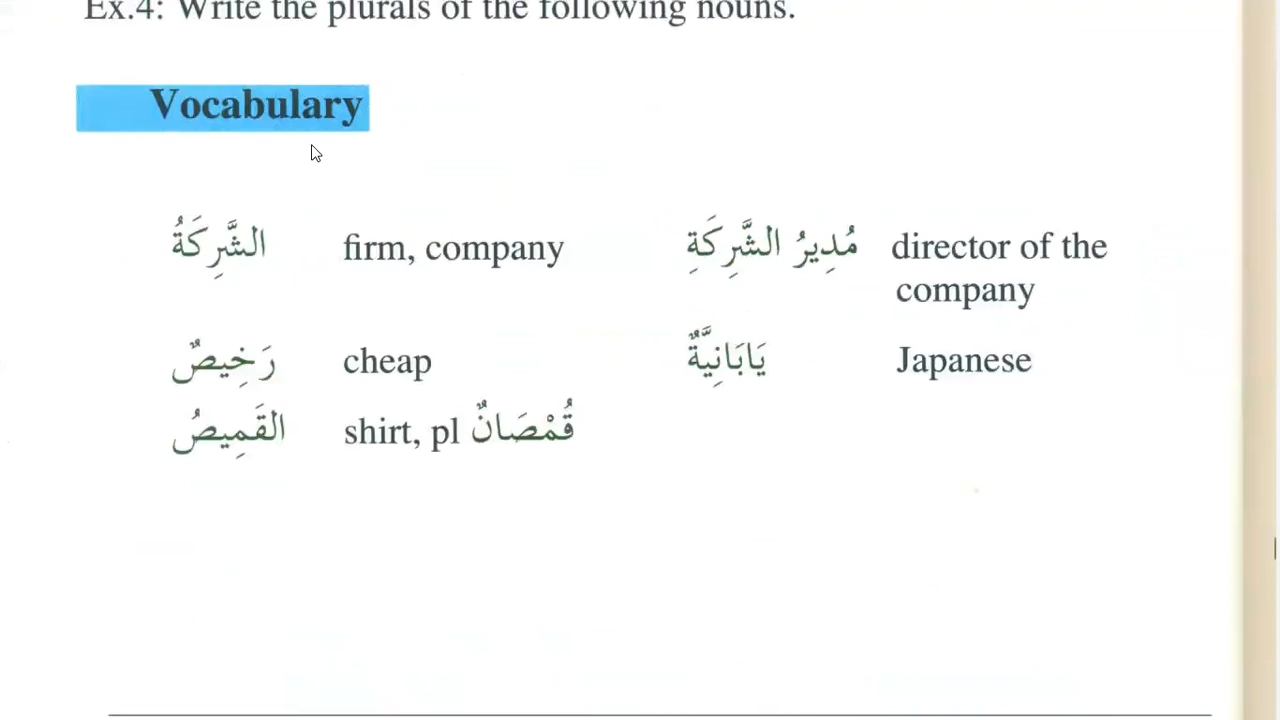 Ex.4: Write the plurals of the following nouns.
Vocabulary
الشَّرِكَةُ firm, company
مُدِيرُ الشَّرِكَةِ director of the
company
رَخِيصٌ cheap
يَابَانِيَّةٌ Japanese
القَمِيصُ shirt, pl قُمْصَانٌ